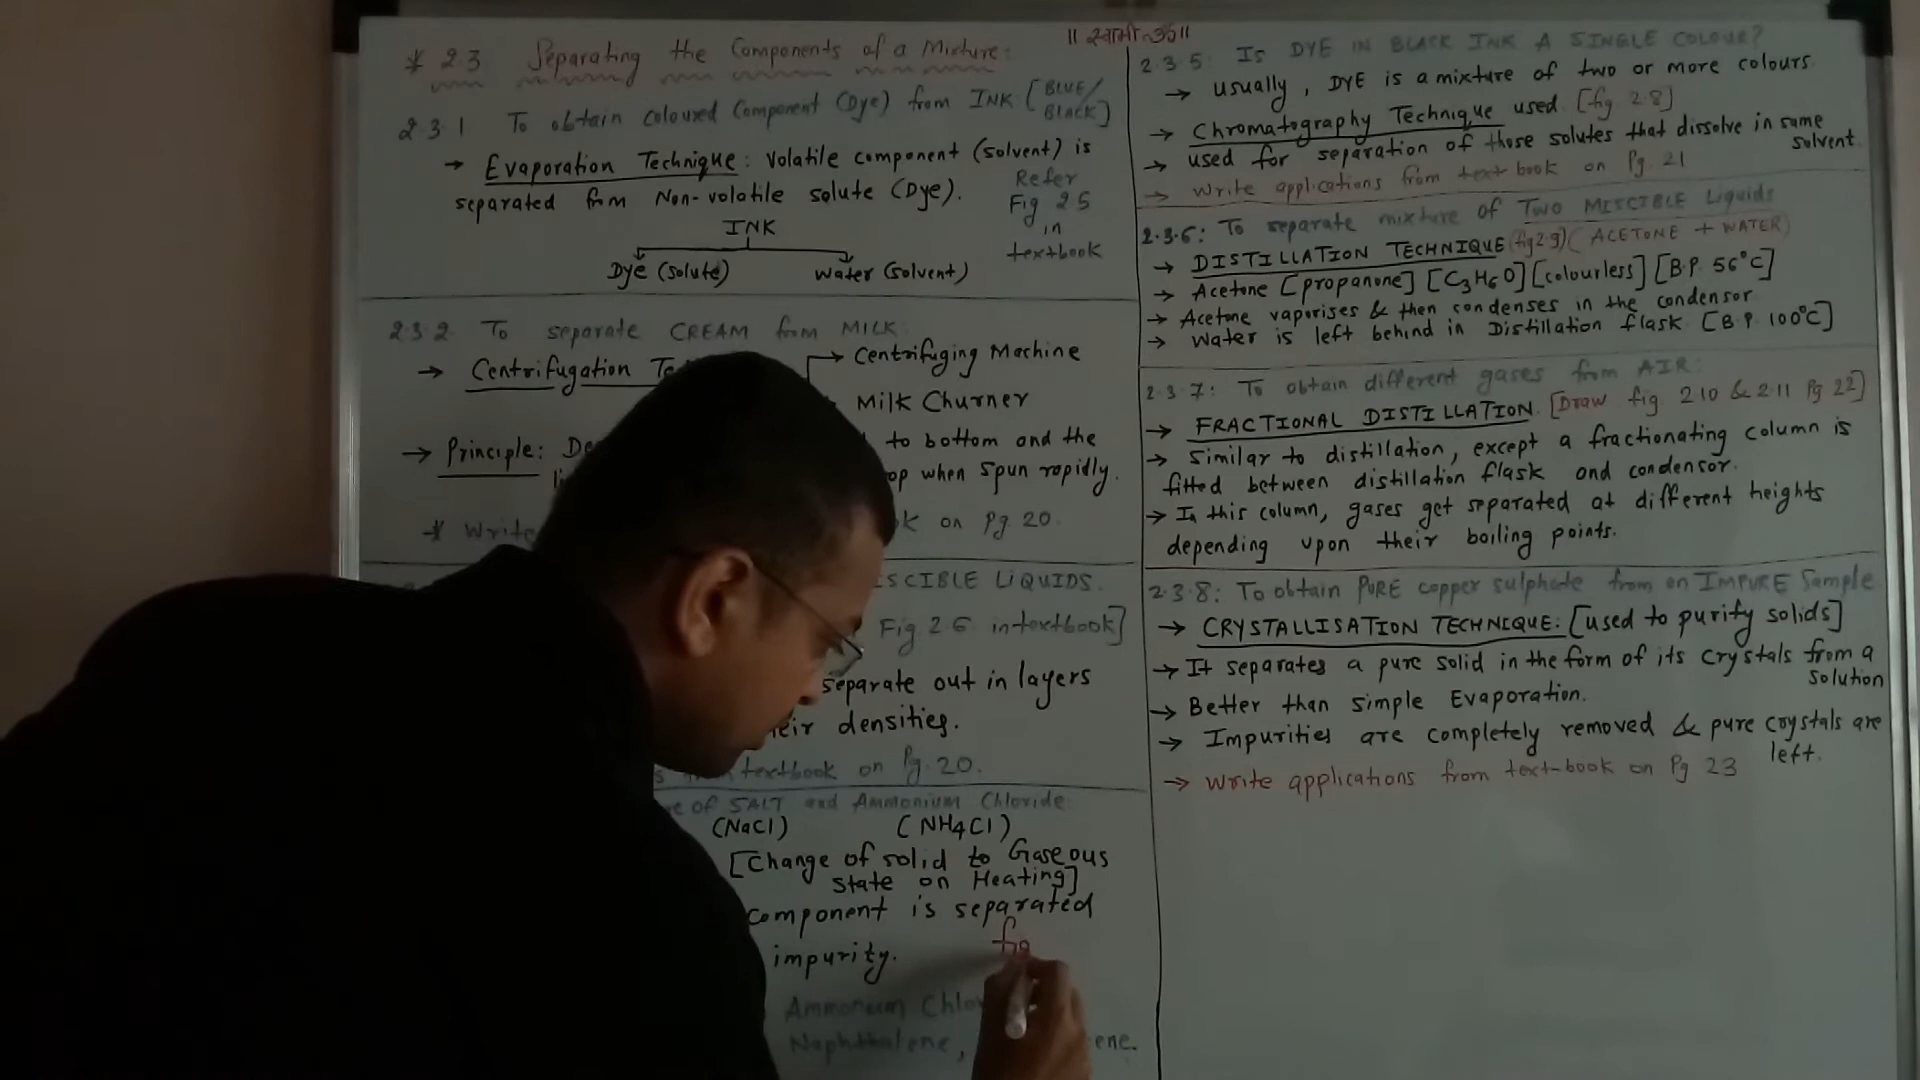 ॥ स्वामी ॐ ॥
* 2.3 Separating the Components of a Mixture:
2.3.1 To obtain coloured Component (Dye) from INK [BLUE/
BLACK]
→ Evaporation Technique: Volatile component (solvent) is
separated from Non-volatile solute (Dye).
Refer
Fig 2.5
in
textbook
INK
Dye (solute)
Water (solvent)
2.3.2 To separate CREAM from MILK:
→ Centrifugation
→ Centrifuging Machine
Milk Churner
→ Principle:
to bottom and the
when spun rapidly.
* Write
on Pg 20.
LIQUIDS.
Fig 2.6 in textbook]
separate out in layers
densities.
textbook on Pg. 20.
of SALT and Ammonium Chloride
(NaCl) (NH4Cl)
[Change of solid to Gaseous
state on Heating]
component is separated
impurity.
fig
Ammonium
Naphthalene,
2.3.5: Is DYE IN BLACK INK A SINGLE COLOUR?
→ usually, DYE is a mixture of two or more colours.
→ Chromatography Technique used. [fig 2.8]
→ used for separation of those solutes that dissolve in same
solvent.
→ Write applications from text book on Pg. 21
2.3.6: To separate mixture of TWO MISCIBLE Liquids
→ DISTILLATION TECHNIQUE (fig 2.9) (ACETONE + WATER)
→ Acetone [propanone] [C3H6O] [colourless] [B.P. 56°C]
→ Acetone vaporises & then condenses in the condensor.
→ Water is left behind in Distillation flask. [B.P. 100°C]
2.3.7: To obtain different gases from AIR:
→ FRACTIONAL DISTILLATION. [Draw fig 2.10 & 2.11 Pg 22]
→ Similar to distillation, except a fractionating column is
fitted between distillation flask and condensor.
→ In this column, gases get separated at different heights
depending upon their boiling points.
2.3.8: To obtain PURE copper sulphate from an IMPURE Sample
→ CRYSTALLISATION TECHNIQUE: [used to purify solids]
→ It separates a pure solid in the form of its crystals from a
solution
→ Better than simple Evaporation.
→ Impurities are completely removed & pure crystals are
left.
→ Write applications from text-book on Pg 23